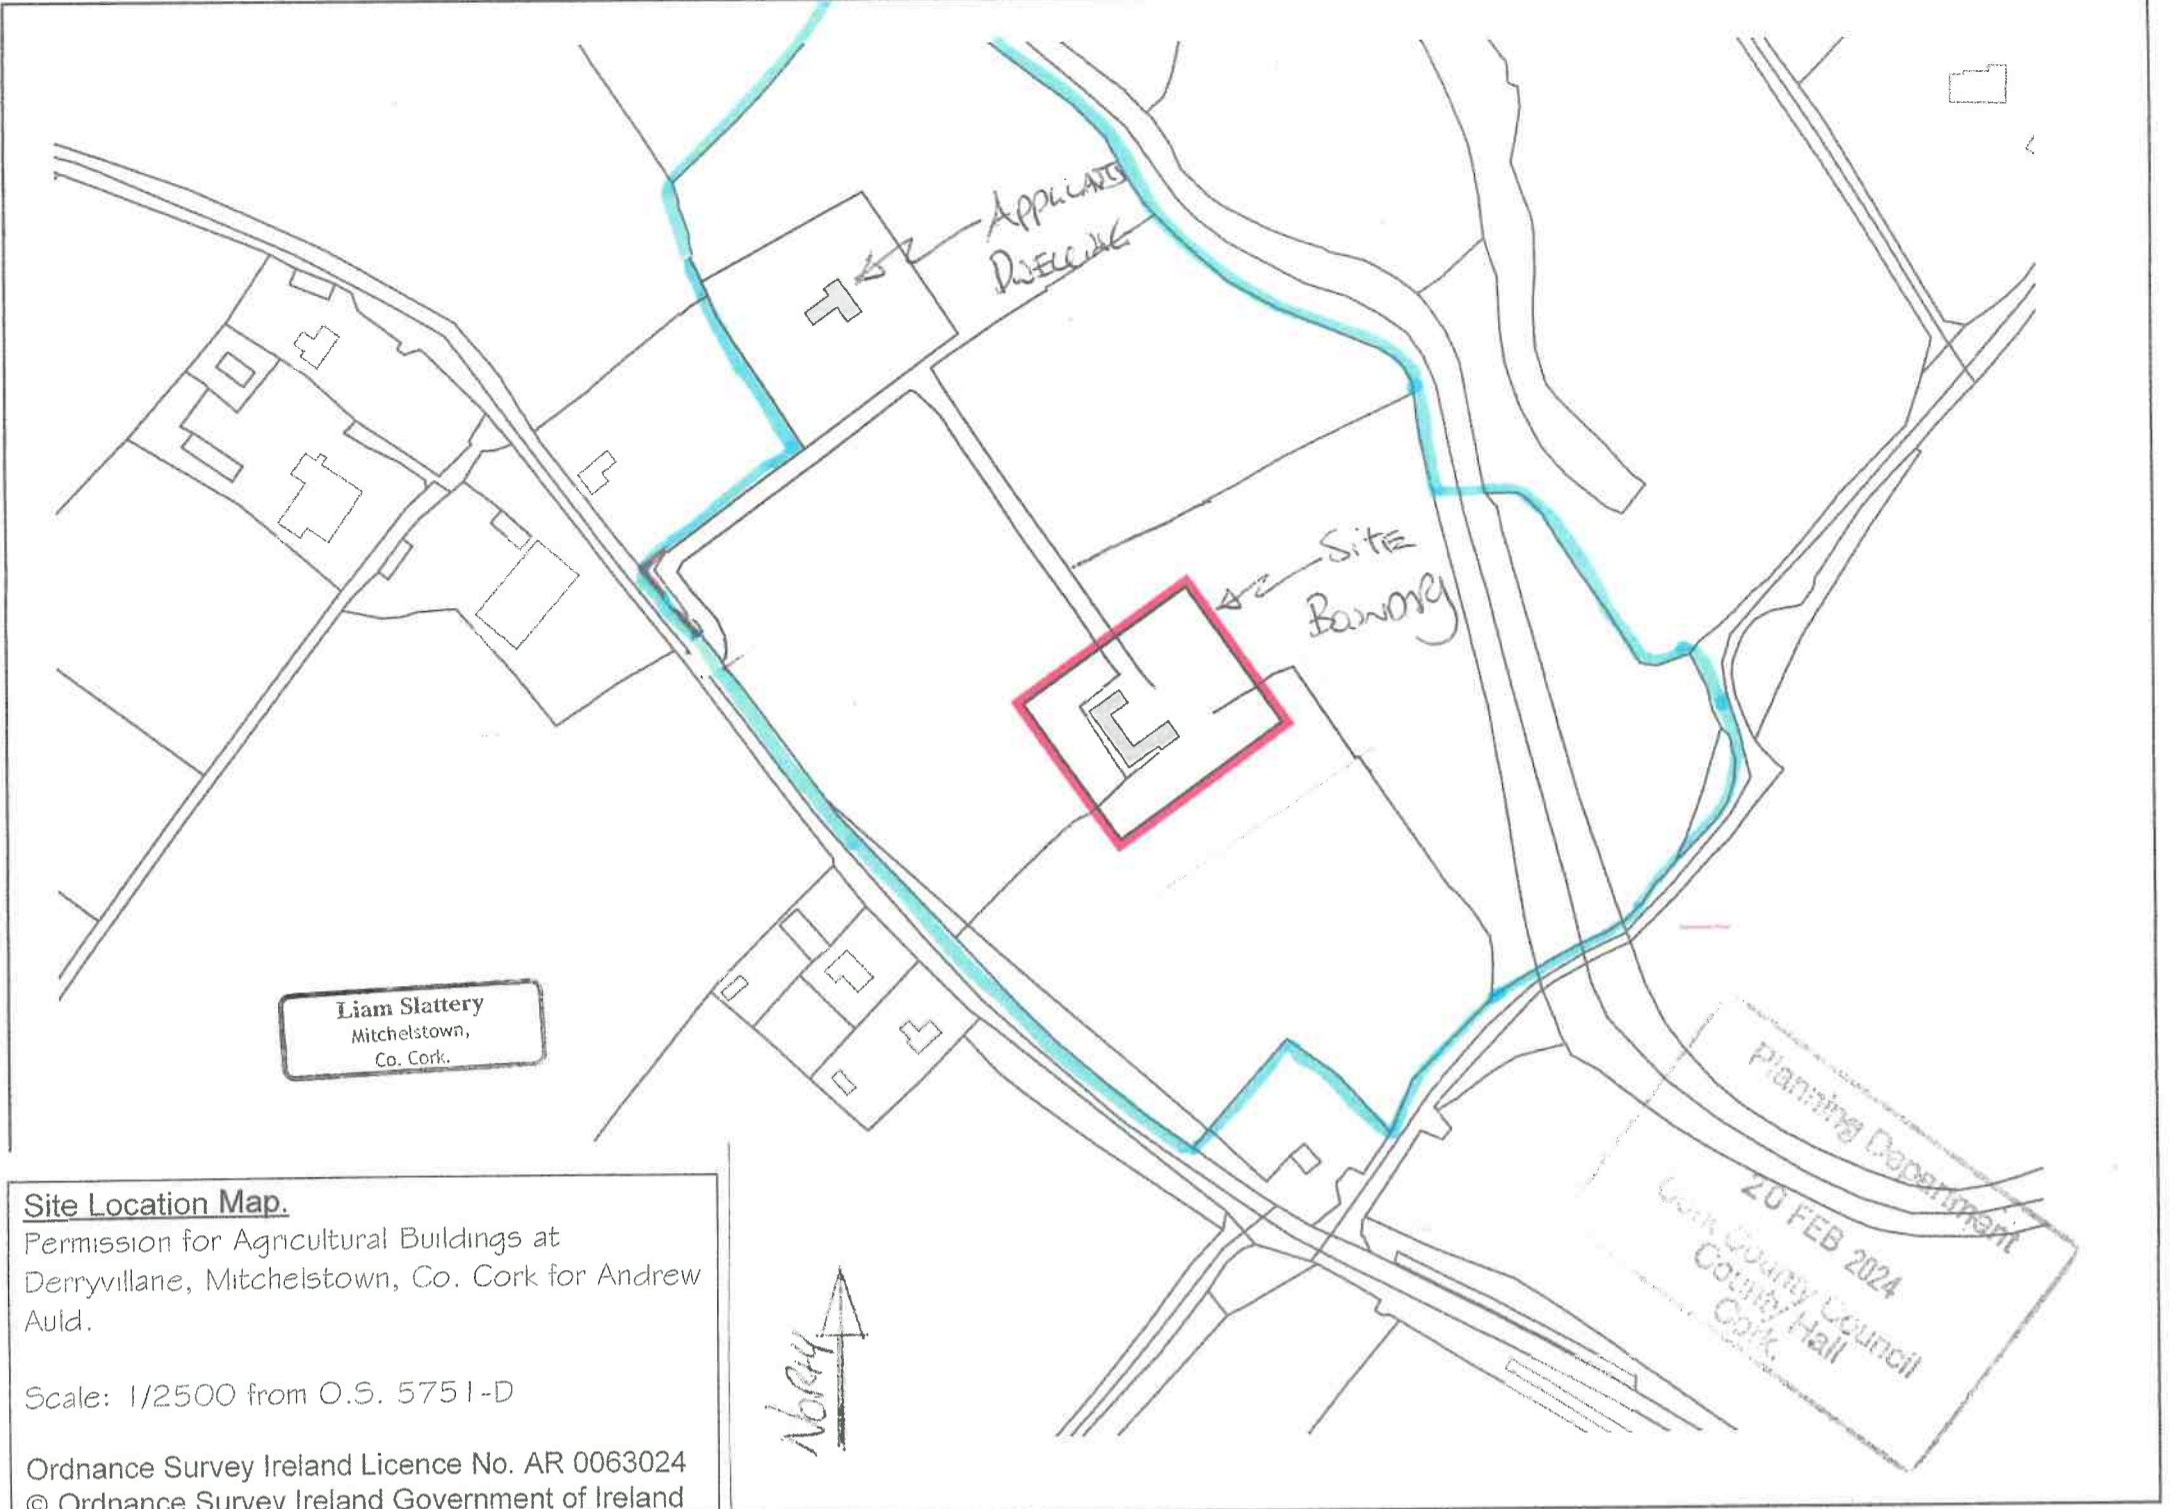 Applicants
Dwelling
Site
Boundry
Liam Slattery
Mitchelstown,
Co. Cork.
Site Location Map.
Permission for Agricultural Buildings at
Derryvillane, Mitchelstown, Co. Cork for Andrew
Auld.
Scale: 1/2500 from O.S. 5751-D
Ordnance Survey Ireland Licence No. AR 0063024
© Ordnance Survey Ireland Government of Ireland
North
Planning Department
20 FEB 2024
Cork County Council
County Hall
Cork.